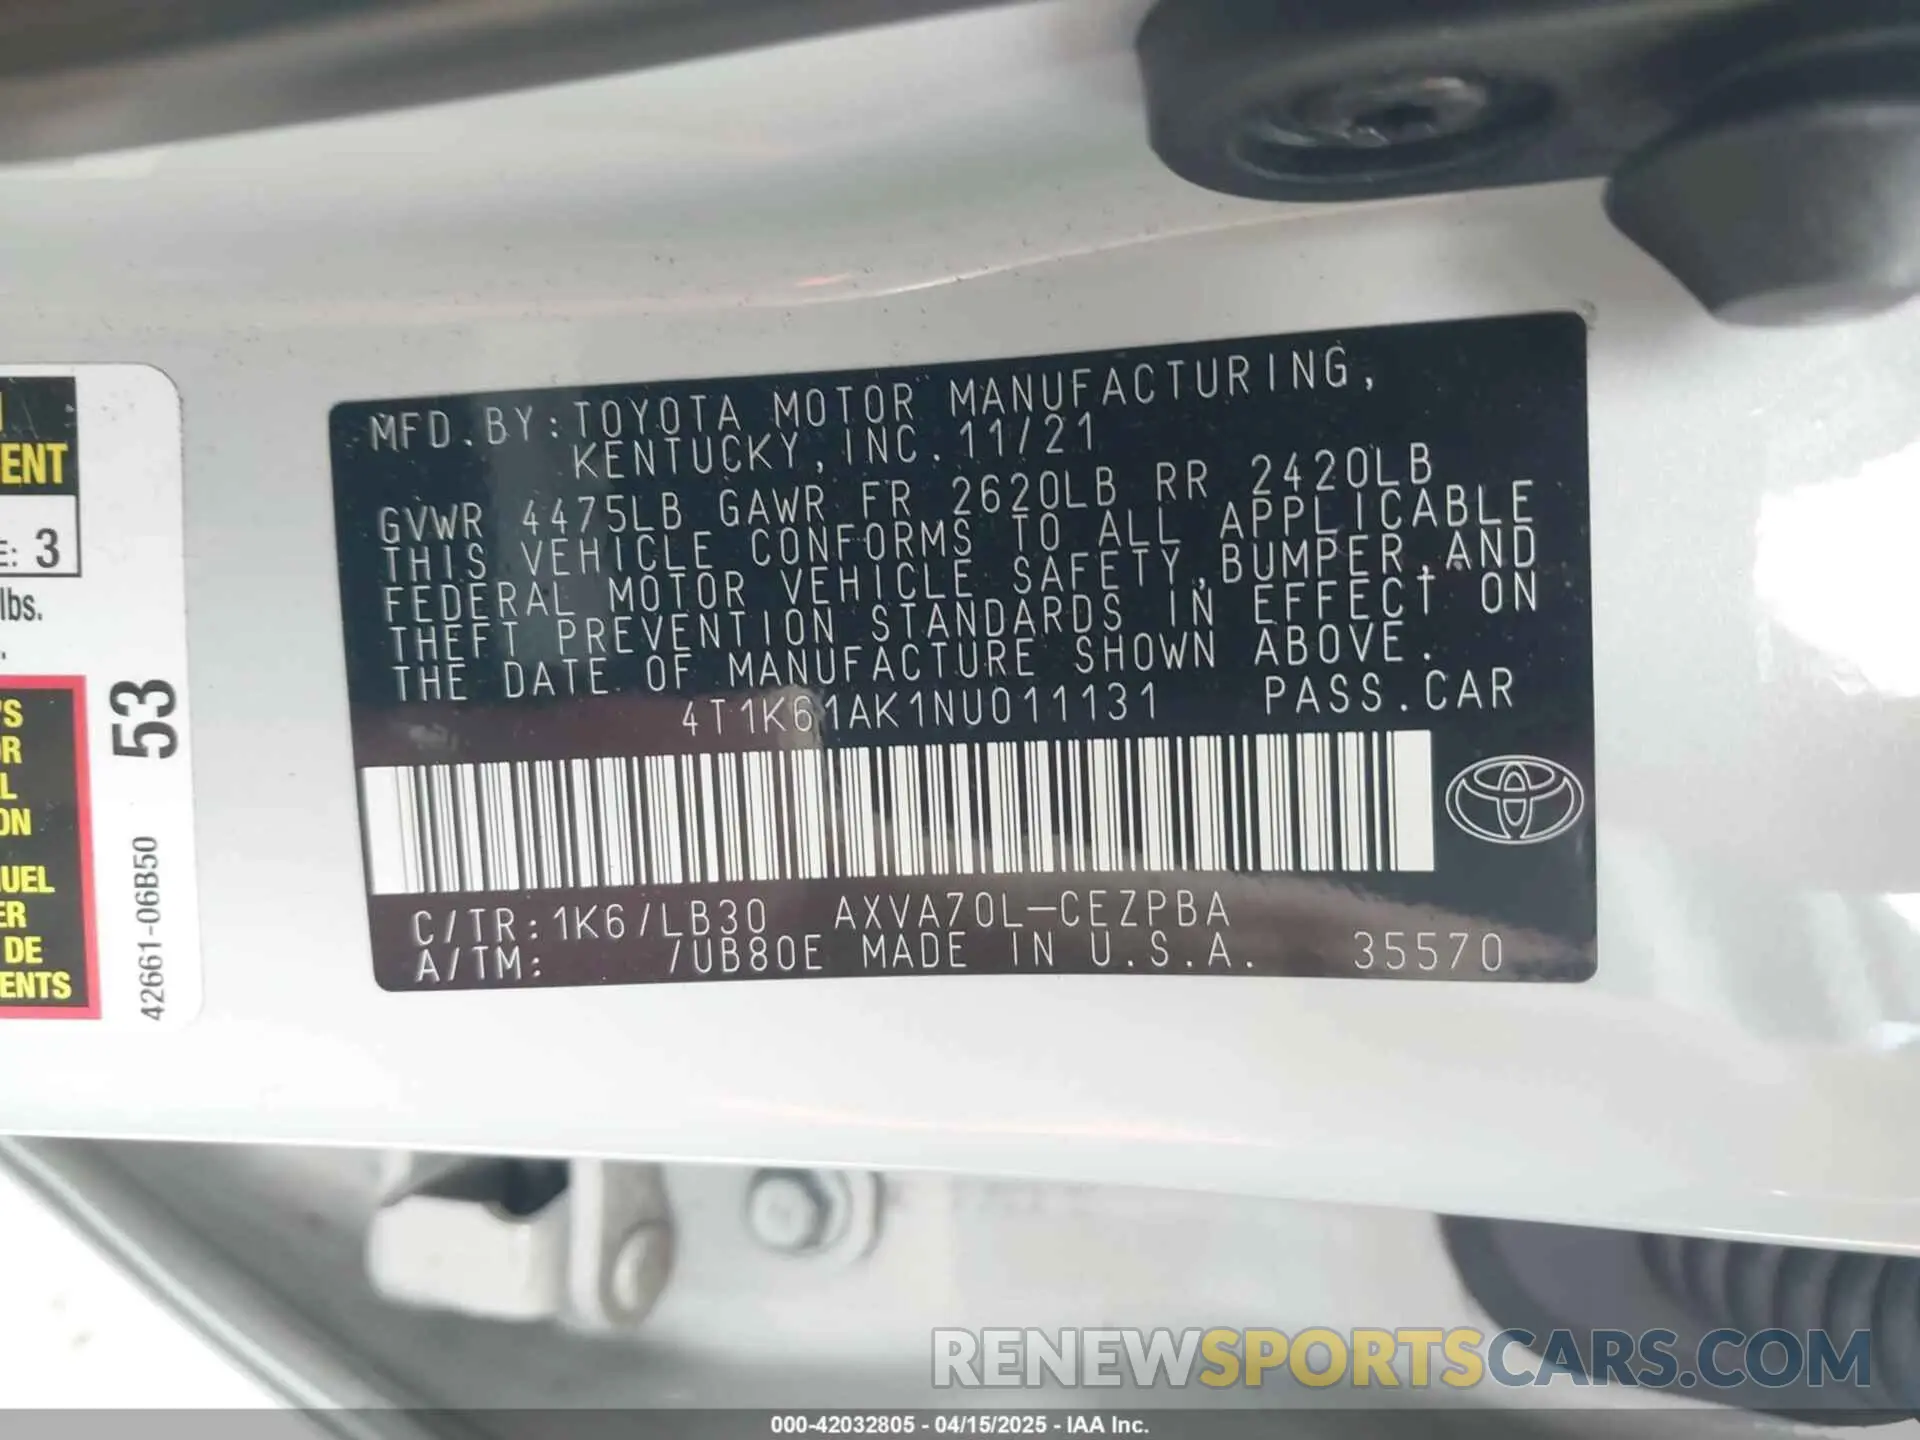 MFD.BY:TOYOTA MOTOR MANUFACTURING,
KENTUCKY, INC. 11/21
GVWR 4475LB GAWR FR 2620LB RR 2420LB
THIS VEHICLE CONFORMS TO ALL APPLICABLE
FEDERAL MOTOR VEHICLE SAFETY,BUMPER,AND
THEFT PREVENTION STANDARDS IN EFFECT ON
THE DATE OF MANUFACTURE SHOWN ABOVE.
4T1K61AK1NU011131 PASS.CAR
C/TR:1K6/LB30 AXVA70L-CEZPBA
A/TM: /UB80E MADE IN U.S.A. 35570
ENT
E: 3
lbs.
'S
OR
L
ON
UEL
ER
DE
ENTS
53
42661-06B50
RENEWSPORTSCARS.COM
000-42032805 - 04/15/2025 - IAA Inc.